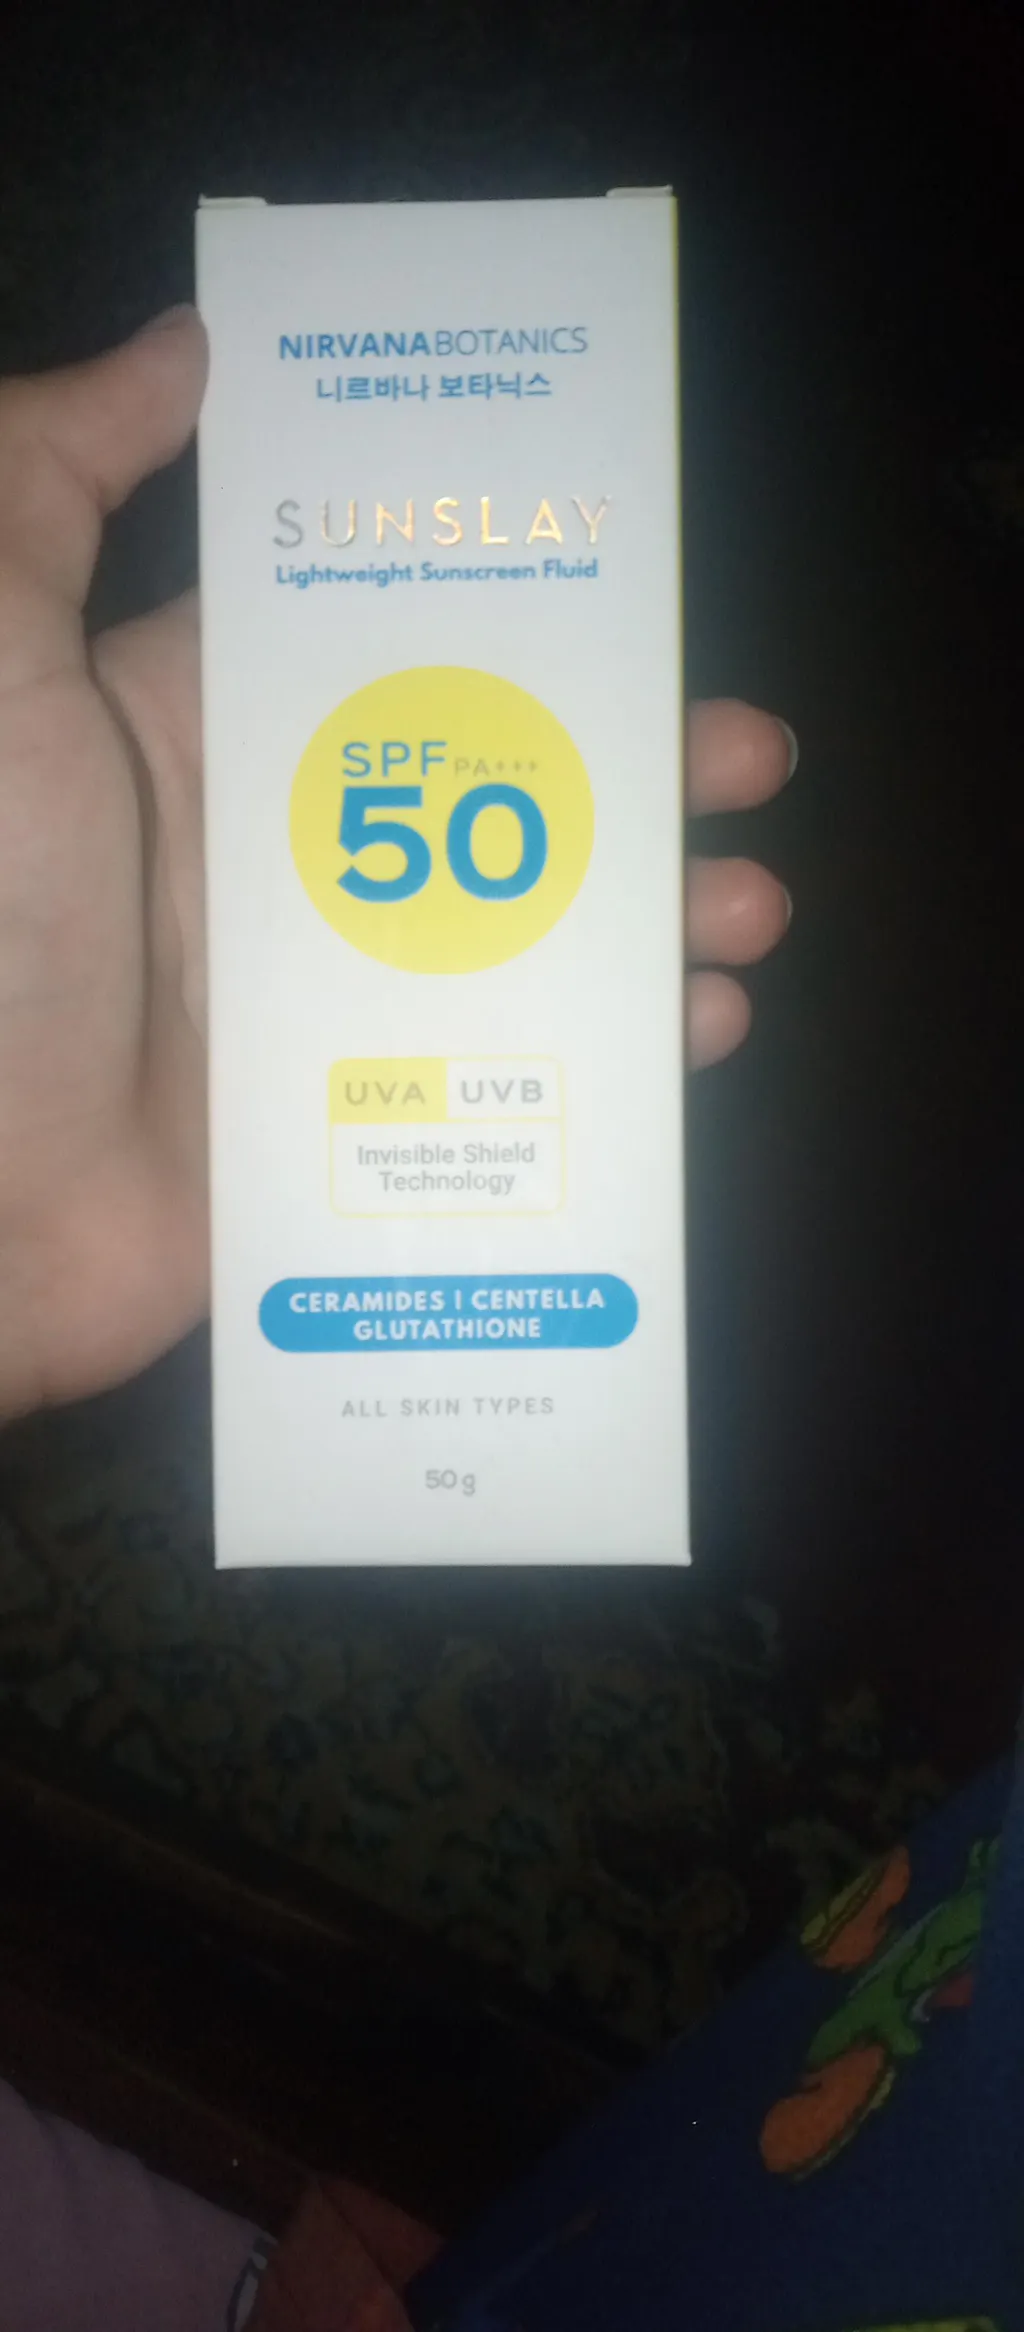 NIRVANABOTANICS
니르바나 보타닉스
SUNSLAY
Lightweight Sunscreen Fluid
SPF PA+++
50
UVA UVB
Invisible Shield
Technology
CERAMIDES | CENTELLA
GLUTATHIONE
ALL SKIN TYPES
50 g